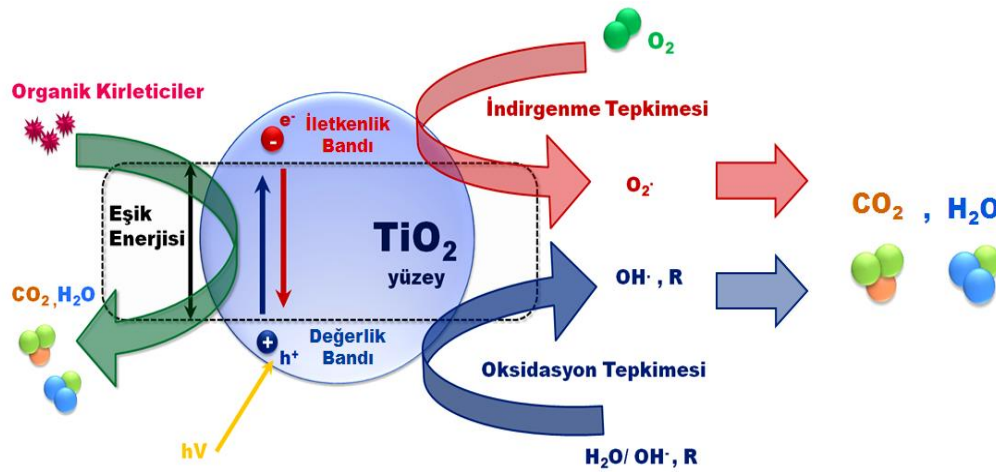 O₂
Organik Kirleticiler
İndirgenme Tepkimesi
e⁻
İletkenlik
Bandı
-
O₂·
CO₂ , H₂O
Eşik
Enerjisi
TiO₂
yüzey
OH· , R
CO₂ ,H₂O
Değerlik
Bandı
+
h⁺
Oksidasyon Tepkimesi
hV
H₂O/ OH· , R